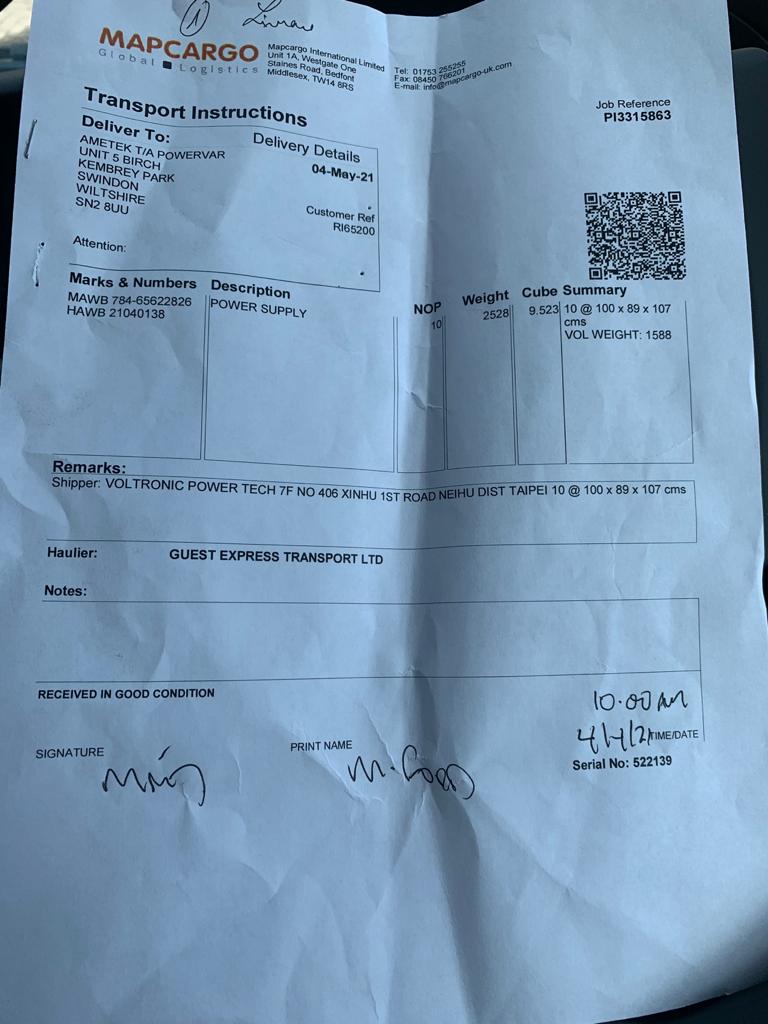 1
MAPCARGO
Global Logistics
Mapcargo International Limited
Unit 1A, Westgate One
Staines Road, Bedfont
Middlesex, TW14 8RS
Tel: 01753 255255
Fax: 08450 766201
E-mail: info@mapcargo-uk.com
Job Reference
PI3315863
Transport Instructions
Deliver To:
AMETEK T/A POWERVAR
UNIT 5 BIRCH
KEMBREY PARK
SWINDON
WILTSHIRE
SN2 8UU
Attention:
Delivery Details
04-May-21
Customer Ref
RI65200
Marks & Numbers Description NOP Weight Cube Summary
MAWB 784-65622826 POWER SUPPLY 10 2528 9.523 10 @ 100 x 89 x 107
HAWB 21040138 cms
VOL WEIGHT: 1588
Remarks:
Shipper: VOLTRONIC POWER TECH 7F NO 406 XINHU 1ST ROAD NEIHU DIST TAIPEI 10 @ 100 x 89 x 107 cms
Haulier: GUEST EXPRESS TRANSPORT LTD
Notes:
RECEIVED IN GOOD CONDITION
10.00 AM
SIGNATURE
PRINT NAME
TIME/DATE
Serial No: 522139